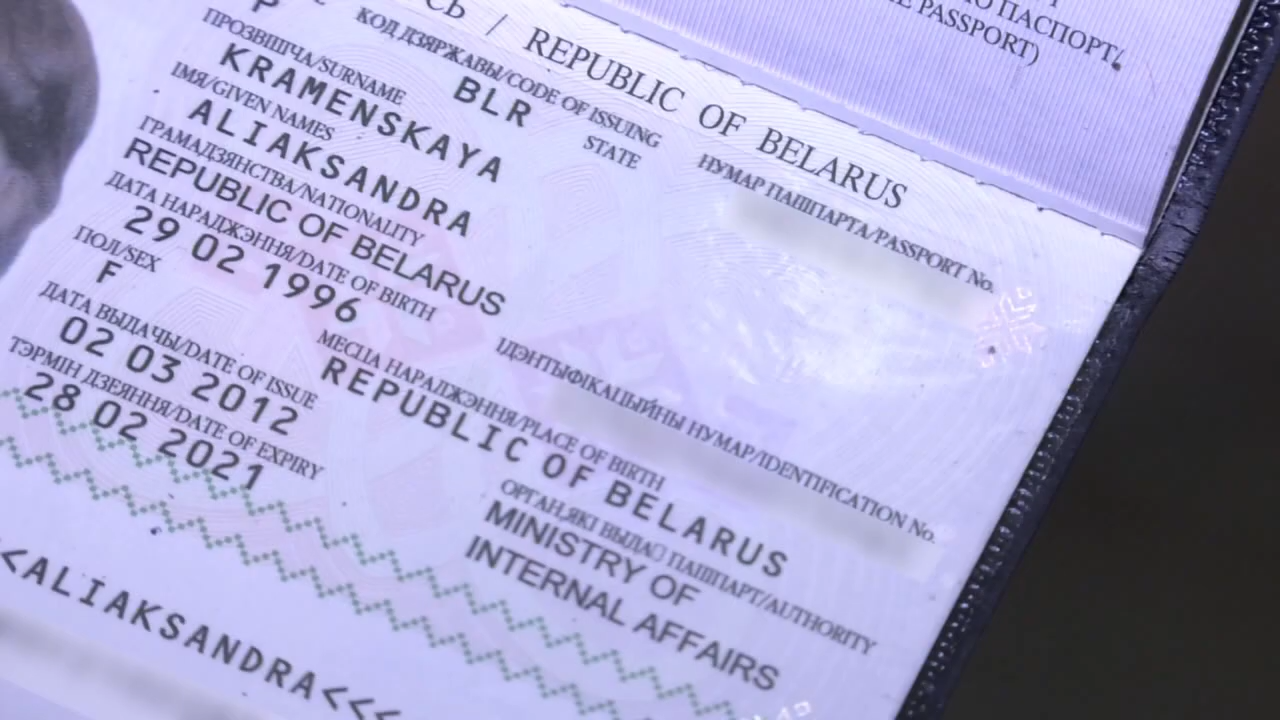 О ПАСПОРТ/
E PASSPORT)
СЬ / REPUBLIC OF BELARUS
P
КОД ДЗЯРЖАВЫ/CODE OF ISSUING
STATE
BLR
НУМАР ПАШПАРТА/PASSPORT No.
ПРОЗВІШЧА/SURNAME
KRAMENSKAYA
ІМЯ/GIVEN NAMES
ALIAKSANDRA
ГРАМАДЗЯНСТВА/NATIONALITY
REPUBLIC OF BELARUS
ДАТА НАРАДЖЭННЯ/DATE OF BIRTH
29 02 1996
ІДЭНТЫФІКАЦЫЙНЫ НУМАР/IDENTIFICATION No.
ПОЛ/SEX
F
МЕСЦА НАРАДЖЭННЯ/PLACE OF BIRTH
REPUBLIC OF BELARUS
ДАТА ВЫДАЧЫ/DATE OF ISSUE
02 03 2012
ОРГАН,ЯКІ ВЫДАЎ ПАШПАРТ/AUTHORITY
MINISTRY OF
INTERNAL AFFAIRS
ТЭРМІН ДЗЕЯННЯ/DATE OF EXPIRY
28 02 2021
<<ALIAKSANDRA<<<